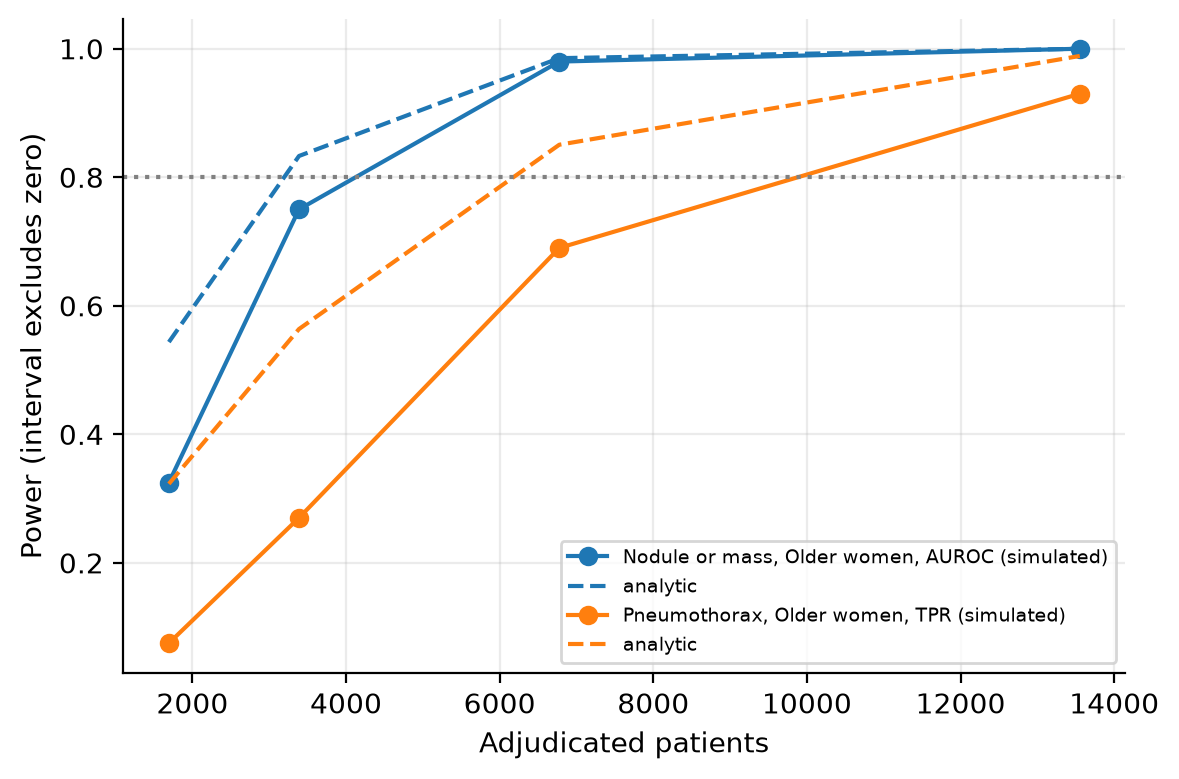 1.0
0.8
0.6
0.4
0.2
Power (interval excludes zero)
Nodule or mass, Older women, AUROC (simulated)
analytic
Pneumothorax, Older women, TPR (simulated)
analytic
2000 4000 6000 8000 10000 12000 14000
Adjudicated patients